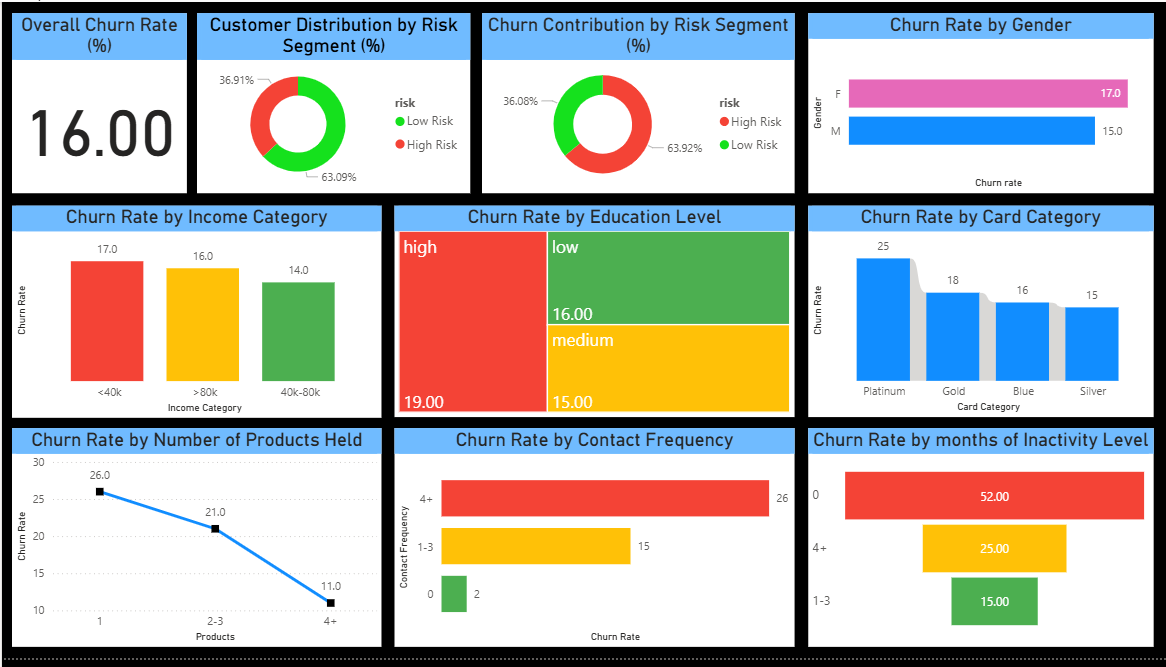 Overall Churn Rate
(%)
16.00
Customer Distribution by Risk
Segment (%)
36.91%
63.09%
risk
Low Risk
High Risk
Churn Contribution by Risk Segment
(%)
36.08%
63.92%
risk
High Risk
Low Risk
Churn Rate by Gender
Gender
F
17.0
M
15.0
Churn rate
Churn Rate by Income Category
Churn Rate
17.0
16.0
14.0
<40k
>80k
40k-80k
Income Category
Churn Rate by Education Level
high
19.00
low
16.00
medium
15.00
Churn Rate by Card Category
Churn Rate
25
18
16
15
Platinum
Gold
Blue
Silver
Card Category
Churn Rate by Number of Products Held
Churn Rate
30
25
20
15
10
26.0
21.0
11.0
1
2-3
4+
Products
Churn Rate by Contact Frequency
Contact Frequency
4+
26
1-3
15
0
2
Churn Rate
Churn Rate by months of Inactivity Level
0
52.00
4+
25.00
1-3
15.00